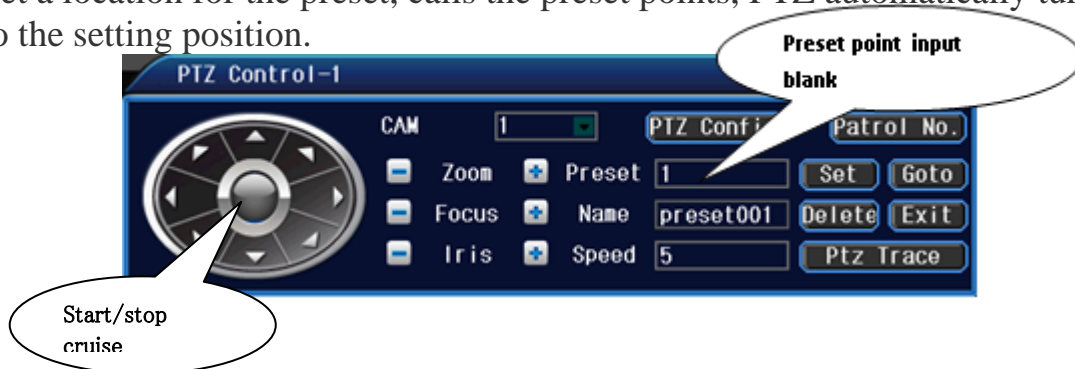 et a location for the preset, calls the preset points, PTZ automatically
o the setting position.
Preset point input
blank
PTZ Control-1
CAM 1 Patrol No.
Zoom Preset 1 Set Goto
Focus Name preset001 Delete Exit
Iris Speed 5 Ptz Trace
Start/stop
cruise